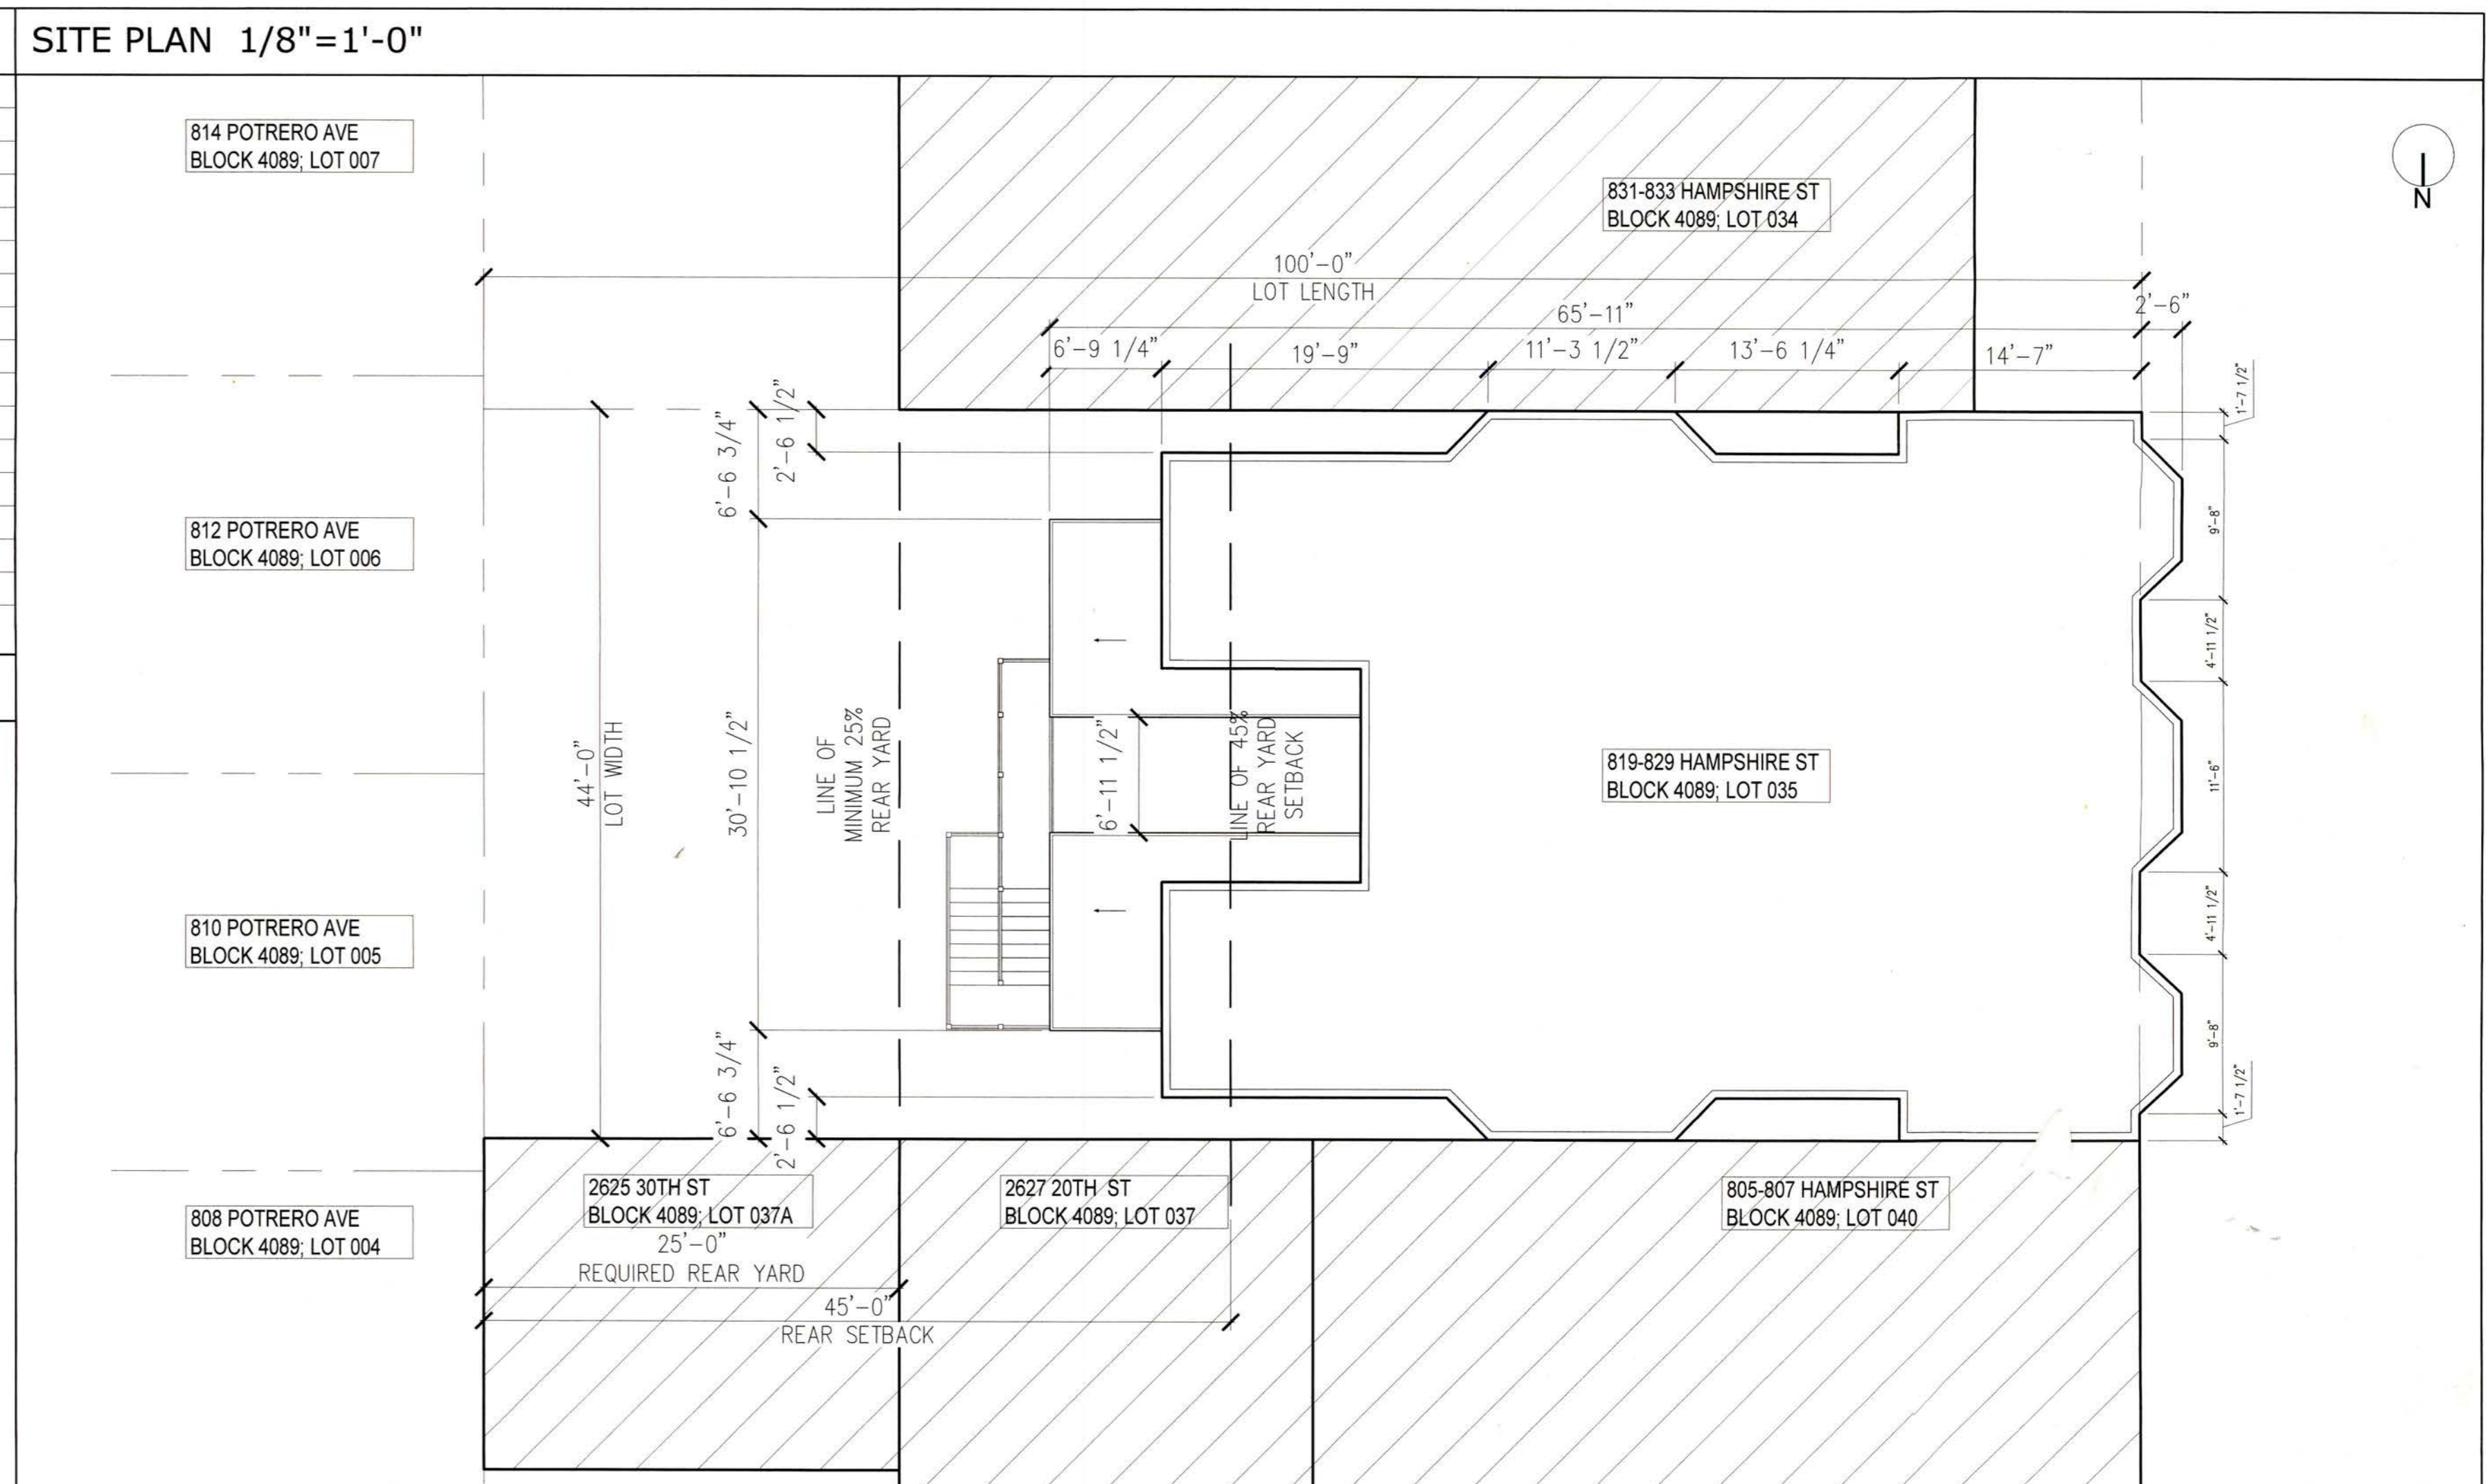 SITE PLAN 1/8"=1'-0"
814 POTRERO AVE
BLOCK 4089; LOT 007
831-833 HAMPSHIRE ST
BLOCK 4089; LOT 034
N
100'-0"
LOT LENGTH
65'-11"
2'-6"
6'-9 1/4"
19'-9"
11'-3 1/2"
13'-6 1/4"
14'-7"
1'-7 1/2"
6'-6 3/4"
2'-6 1/2"
812 POTRERO AVE
BLOCK 4089; LOT 006
9'-8"
4'-11 1/2"
44'-0"
LOT WIDTH
30'-10 1/2"
LINE OF
MINIMUM 25%
REAR YARD
6'-11 1/2"
LINE OF 45%
REAR YARD
SETBACK
819-829 HAMPSHIRE ST
BLOCK 4089; LOT 035
11'-6"
810 POTRERO AVE
BLOCK 4089; LOT 005
4'-11 1/2"
9'-8"
6'-6 3/4"
2'-6 1/2"
1'-7 1/2"
808 POTRERO AVE
BLOCK 4089; LOT 004
2625 30TH ST
BLOCK 4089; LOT 037A
2627 20TH ST
BLOCK 4089; LOT 037
805-807 HAMPSHIRE ST
BLOCK 4089; LOT 040
25'-0"
REQUIRED REAR YARD
45'-0"
REAR SETBACK